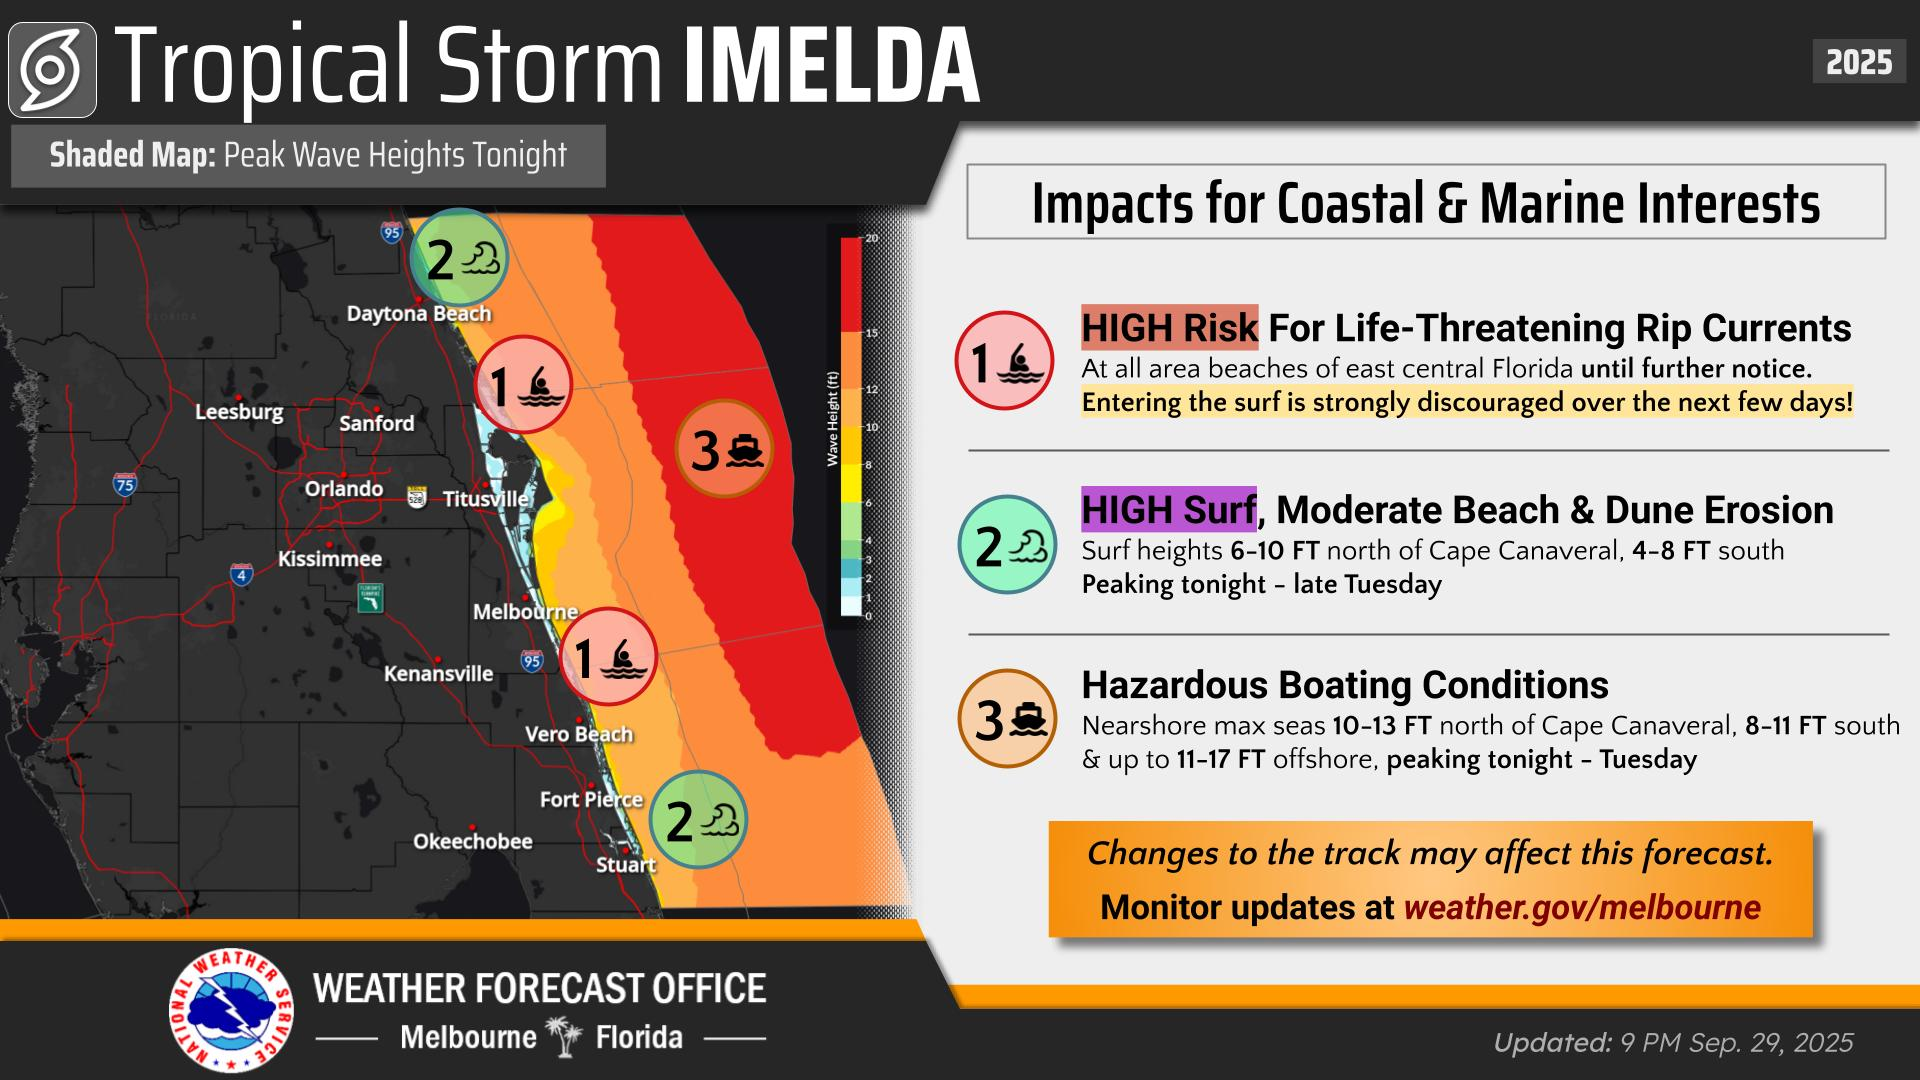 Tropical Storm IMELDA
2025
Shaded Map: Peak Wave Heights Tonight
Impacts for Coastal & Marine Interests
1
HIGH Risk For Life-Threatening Rip Currents
At all area beaches of east central Florida until further notice.
Entering the surf is strongly discouraged over the next few days!
2
HIGH Surf, Moderate Beach & Dune Erosion
Surf heights 6-10 FT north of Cape Canaveral, 4-8 FT south
Peaking tonight - late Tuesday
3
Hazardous Boating Conditions
Nearshore max seas 10-13 FT north of Cape Canaveral, 8-11 FT south
& up to 11-17 FT offshore, peaking tonight - Tuesday
Changes to the track may affect this forecast.
Monitor updates at weather.gov/melbourne
95
2
FLORIDA
Daytona Beach
1
Leesburg
Sanford
3
75
Orlando
528
Titusville
Kissimmee
4
Melbourne
1
95
Kenansville
Vero Beach
Fort Pierce
2
Okeechobee
Stuart
Wave Height (ft)
20
15
12
10
8
6
4
3
2
1
0
NATIONAL WEATHER SERVICE
WEATHER FORECAST OFFICE
Melbourne Florida
Updated: 9 PM Sep. 29, 2025